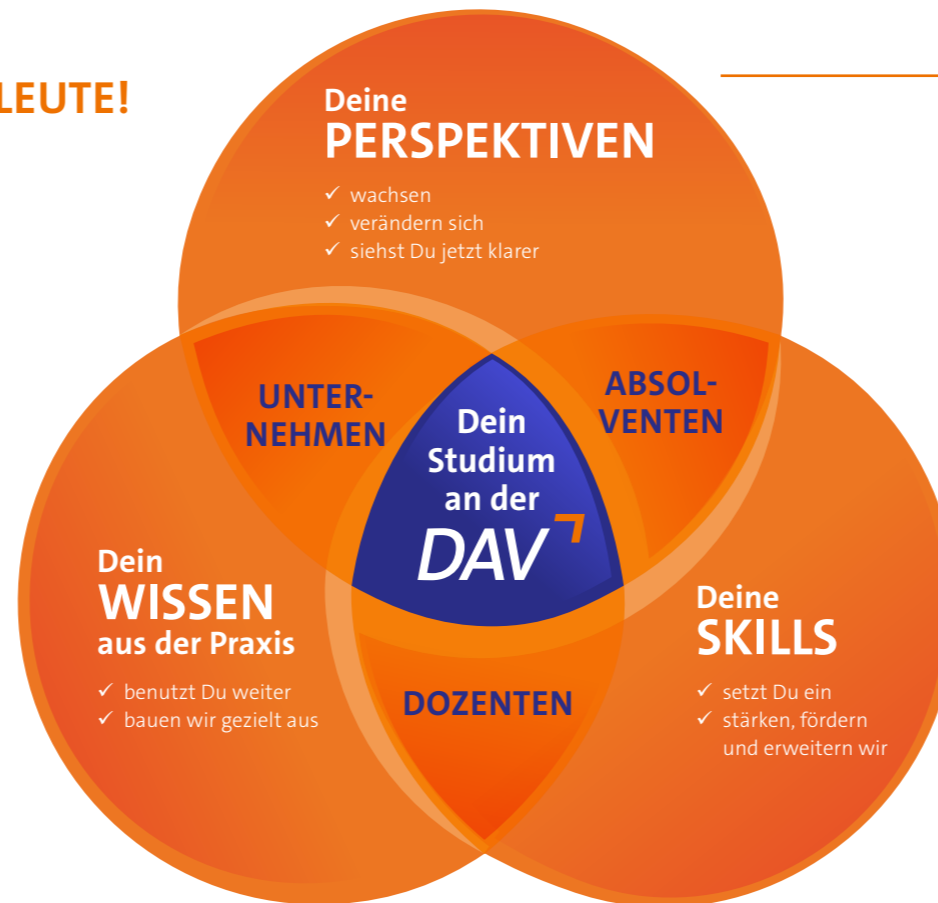 LEUTE!
Deine
PERSPEKTIVEN
✓ wachsen
✓ verändern sich
✓ siehst Du jetzt klarer
UNTER-
NEHMEN
ABSOL-
VENTEN
Dein
Studium
an der
DAV
Dein
WISSEN
aus der Praxis
✓ benutzt Du weiter
✓ bauen wir gezielt aus
DOZENTEN
Deine
SKILLS
✓ setzt Du ein
✓ stärken, fördern
und erweitern wir